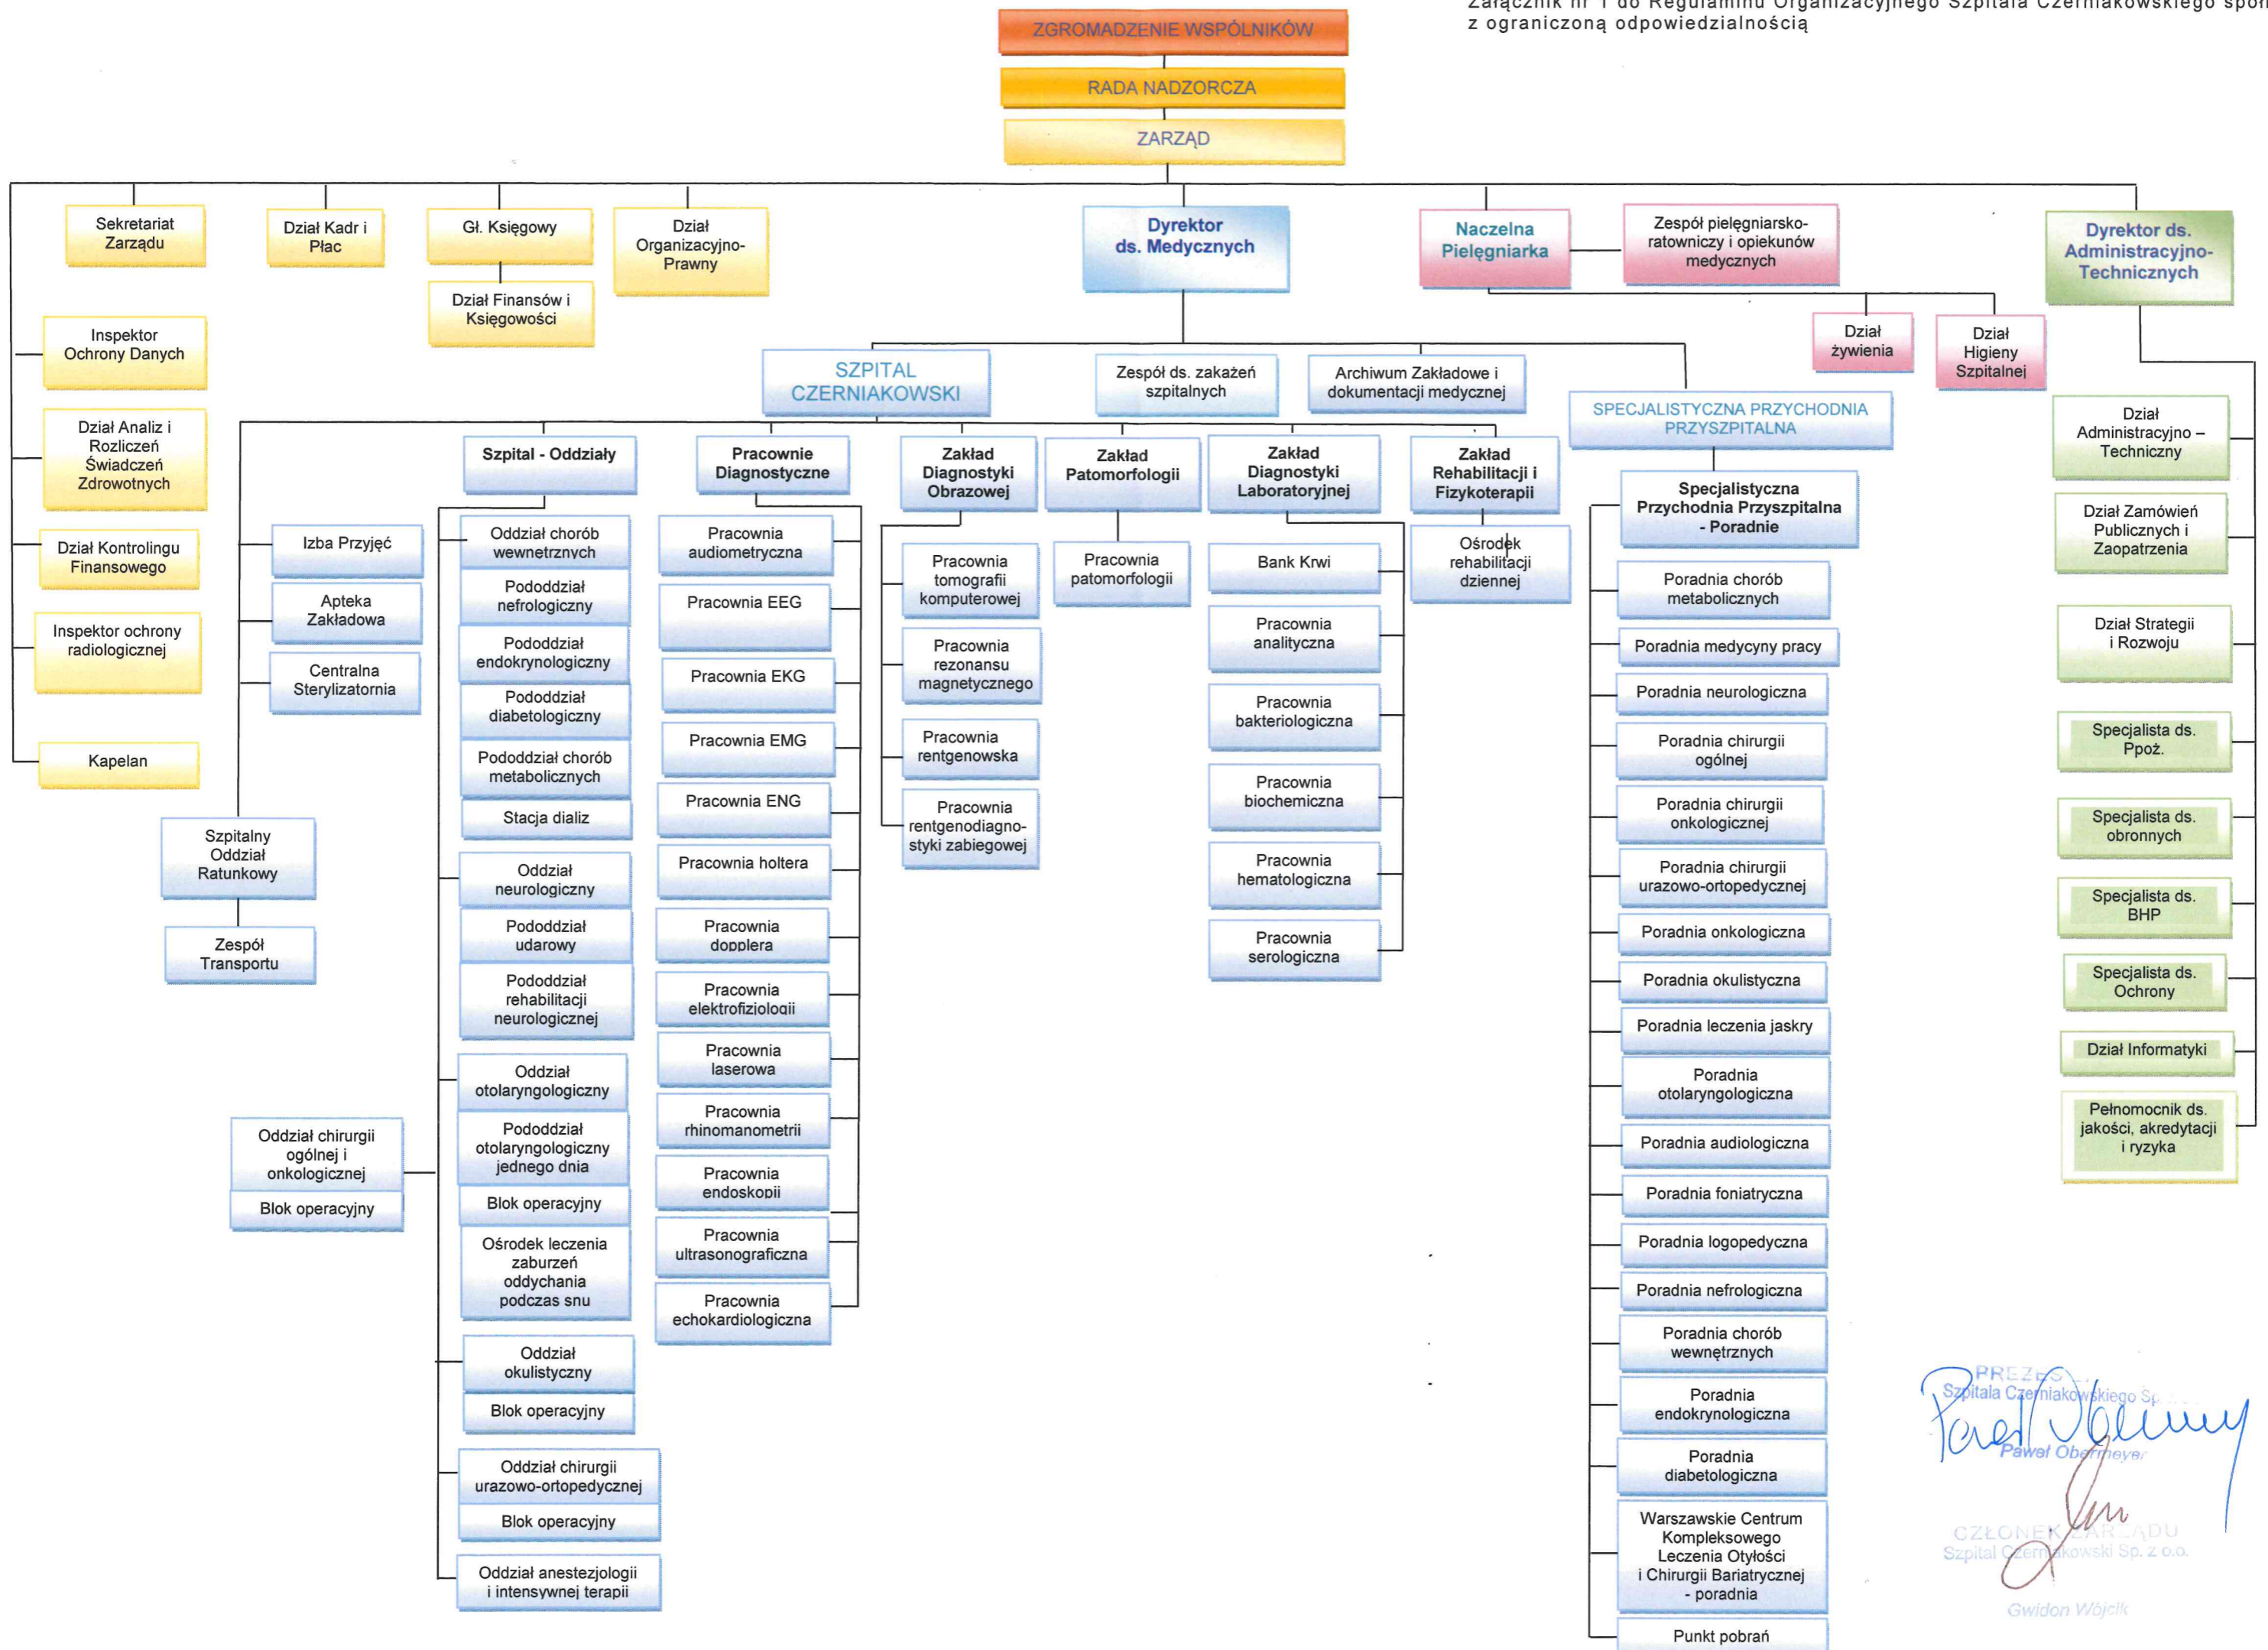 Załącznik nr 1 do Regulaminu Organizacyjnego Szpitala Czerniakowskiego
z ograniczoną odpowiedzialnością
ZGROMADZENIE WSPÓLNIKÓW
RADA NADZORCZA
ZARZĄD
Sekretariat
Zarządu
Dział Kadr i
Płac
Gł. Księgowy
Dział Finansów i
Księgowości
Dział
Organizacyjno-
Prawny
Dyrektor
ds. Medycznych
Naczelna
Pielęgniarka
Zespół pielęgniarsko-
ratowniczy i opiekunów
medycznych
Dyrektor ds.
Administracyjno-
Technicznych
Dział
żywienia
Dział
Higieny
Szpitalnej
Inspektor
Ochrony Danych
Dział Analiz i
Rozliczeń
Świadczeń
Zdrowotnych
Dział Kontrolingu
Finansowego
Inspektor ochrony
radiologicznej
Kapelan
SZPITAL
CZERNIAKOWSKI
Zespół ds. zakażeń
szpitalnych
Archiwum Zakładowe i
dokumentacji medycznej
SPECJALISTYCZNA PRZYCHODNIA
PRZYSZPITALNA
Izba Przyjęć
Apteka
Zakładowa
Centralna
Sterylizatornia
Szpitalny
Oddział
Ratunkowy
Zespół
Transportu
Szpital - Oddziały
Oddział chorób
wewnętrznych
Pododdział
nefrologiczny
Pododdział
endokrynologiczny
Pododdział
diabetologiczny
Pododdział chorób
metabolicznych
Stacja dializ
Oddział
neurologiczny
Pododdział
udarowy
Pododdział
rehabilitacji
neurologicznej
Oddział
otolaryngologiczny
Pododdział
otolaryngologiczny
jednego dnia
Blok operacyjny
Ośrodek leczenia
zaburzeń
oddychania
podczas snu
Oddział chirurgii
ogólnej i
onkologicznej
Blok operacyjny
Oddział
okulistyczny
Blok operacyjny
Oddział chirurgii
urazowo-ortopedycznej
Blok operacyjny
Oddział anestezjologii
i intensywnej terapii
Pracownie
Diagnostyczne
Pracownia
audiometryczna
Pracownia EEG
Pracownia EKG
Pracownia EMG
Pracownia ENG
Pracownia holtera
Pracownia
dopplera
Pracownia
elektrofizjologii
Pracownia
laserowa
Pracownia
rhinomanometrii
Pracownia
endoskopii
Pracownia
ultrasonograficzna
Pracownia
echokardiologiczna
Zakład
Diagnostyki
Obrazowej
Pracownia
tomografii
komputerowej
Pracownia
rezonansu
magnetycznego
Pracownia
rentgenowska
Pracownia
rentgenodiagno-
styki zabiegowej
Zakład
Patomorfologii
Pracownia
patomorfologii
Zakład
Diagnostyki
Laboratoryjnej
Bank Krwi
Pracownia
analityczna
Pracownia
bakteriologiczna
Pracownia
biochemiczna
Pracownia
hematologiczna
Pracownia
serologiczna
Zakład
Rehabilitacji i
Fizykoterapii
Ośrodek
rehabilitacji
dziennej
Specjalistyczna
Przychodnia Przyszpitalna
- Poradnie
Poradnia chorób
metabolicznych
Poradnia medycyny pracy
Poradnia neurologiczna
Poradnia chirurgii
ogólnej
Poradnia chirurgii
onkologicznej
Poradnia chirurgii
urazowo-ortopedycznej
Poradnia onkologiczna
Poradnia okulistyczna
Poradnia leczenia jaskry
Poradnia
otolaryngologiczna
Poradnia audiologiczna
Poradnia foniatryczna
Poradnia logopedyczna
Poradnia nefrologiczna
Poradnia chorób
wewnętrznych
Poradnia
endokrynologiczna
Poradnia
diabetologiczna
Warszawskie Centrum
Kompleksowego
Leczenia Otyłości
i Chirurgii Bariatrycznej
- poradnia
Punkt pobrań
Dział
Administracyjno –
Techniczny
Dział Zamówień
Publicznych i
Zaopatrzenia
Dział Strategii
i Rozwoju
Specjalista ds.
Ppoż.
Specjalista ds.
obronnych
Specjalista ds.
BHP
Specjalista ds.
Ochrony
Dział Informatyki
Pełnomocnik ds.
jakości, akredytacji
i ryzyka
PREZES
Szpitala Czerniakowskiego Sp.
Paweł Obermeyer
CZŁONEK ZARZĄDU
Szpital Czerniakowski Sp. z o.o.
Gwidon Wójcik